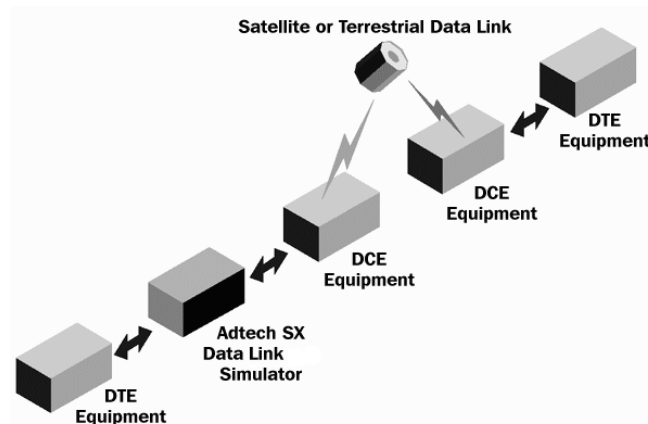 Satellite or Terrestrial Data Link
DTE
Equipment
DCE
Equipment
DCE
Equipment
Adtech SX
Data Link
Simulator
DTE
Equipment